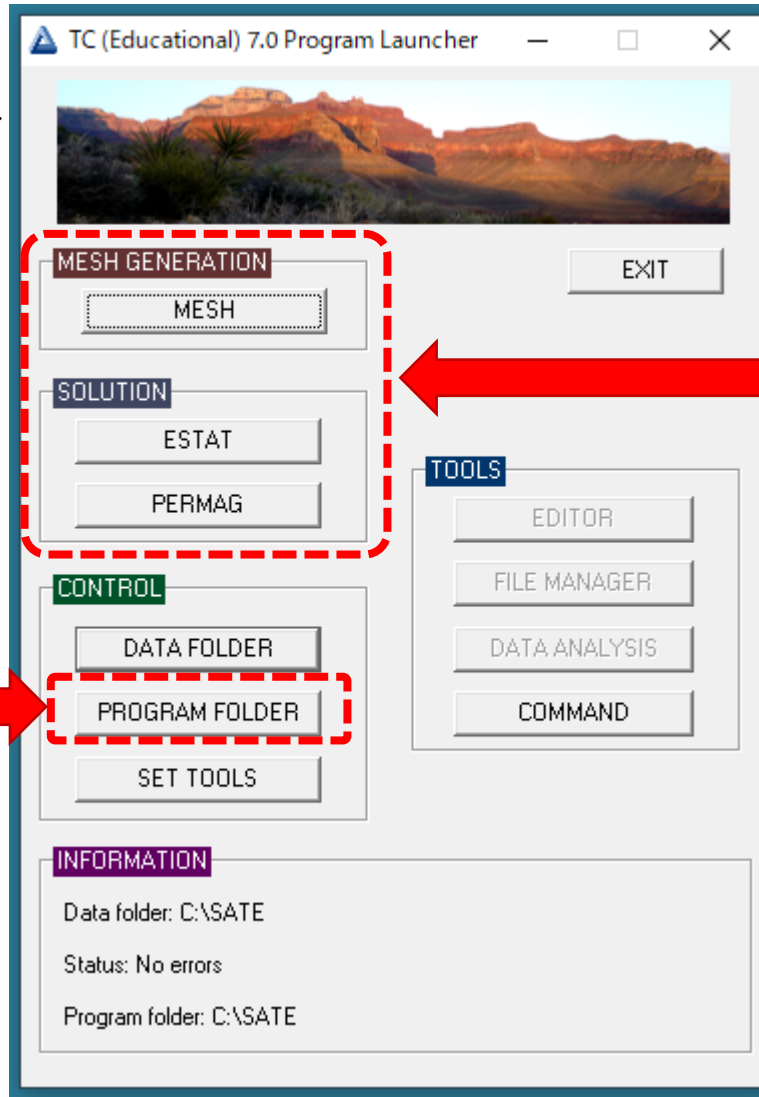 TC (Educational) 7.0 Program Launcher
MESH GENERATION
EXIT
MESH
SOLUTION
ESTAT
PERMAG
TOOLS
EDITOR
FILE MANAGER
DATA ANALYSIS
COMMAND
CONTROL
DATA FOLDER
PROGRAM FOLDER
SET TOOLS
INFORMATION
Data folder: C:\SATE
Status: No errors
Program folder: C:\SATE